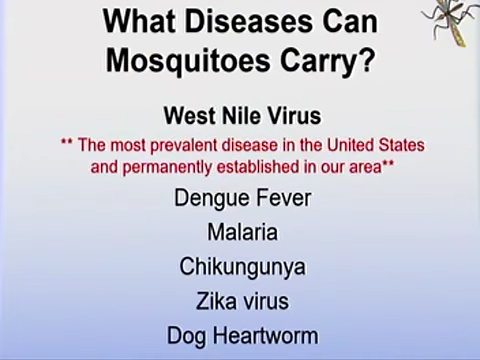 What Diseases Can
Mosquitoes Carry?
West Nile Virus
** The most prevalent disease in the United States
and permanently established in our area**
Dengue Fever
Malaria
Chikungunya
Zika virus
Dog Heartworm